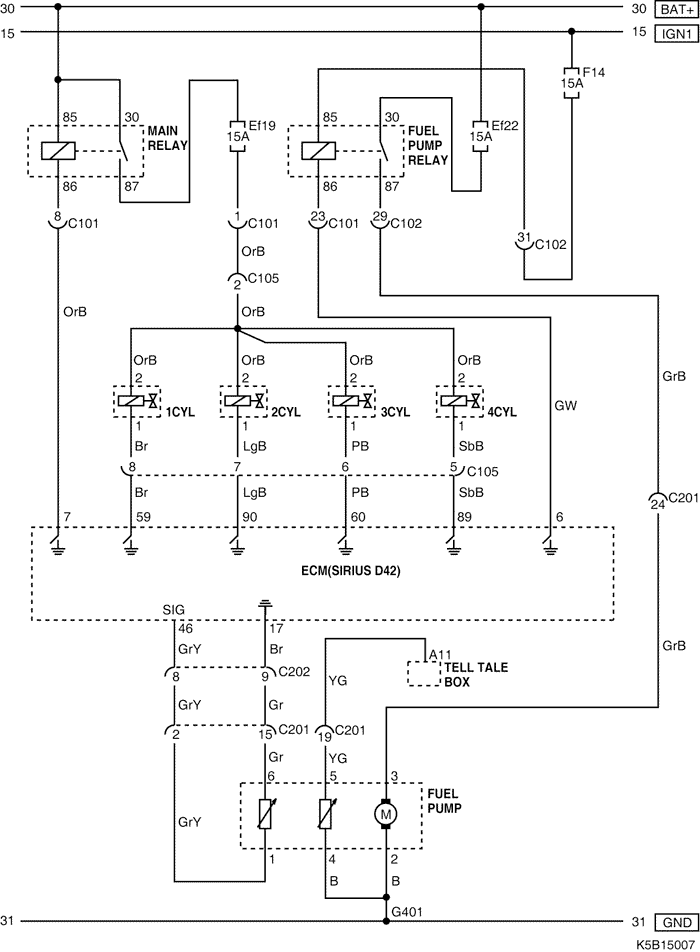 30 30 BAT+
15 15 IGN1
F14
15A
85 30 MAIN RELAY
Ef19
15A
85 30 FUEL PUMP RELAY
Ef22
15A
86 87 86 87
8 C101 1 C101 23 C101 29 C102
31 C102
OrB
2 C105
OrB OrB
OrB OrB OrB OrB
GrB
2 2 2 2
1CYL 2CYL 3CYL 4CYL
GW
1 1 1 1
Br LgB PB SbB
8 7 6 5 C105
Br LgB PB SbB
24 C201
7 59 90 60 89 6
ECM(SIRIUS D42)
SIG
46 17
GrY Br
A11 TELL TALE BOX
GrB
8 9 C202
YG
GrY Gr
2 15 C201 19 C201
Gr YG
6 5 3
FUEL PUMP
M
GrY
1 4 2
B B
G401
31 31 GND
K5B15007